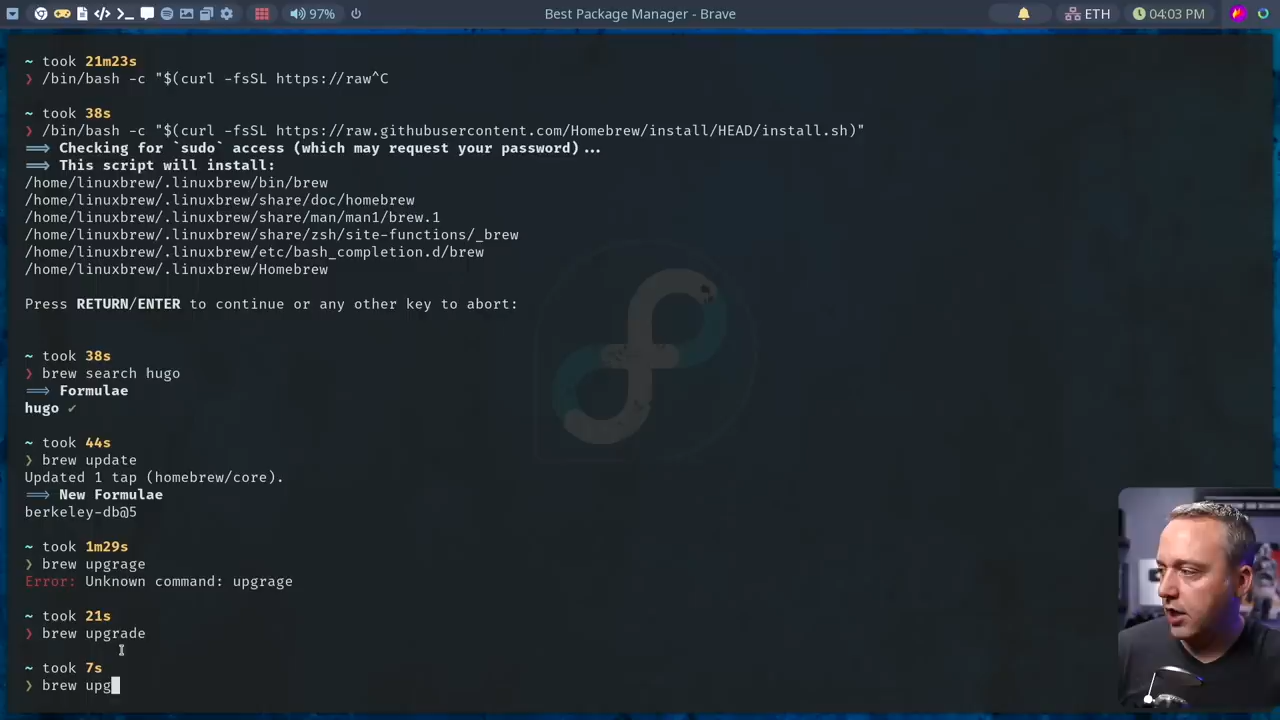 97%
Best Package Manager - Brave
ETH
04:03 PM
~ took 21m23s
❯ /bin/bash -c "$(curl -fsSL https://raw^C
~ took 38s
❯ /bin/bash -c "$(curl -fsSL https://raw.githubusercontent.com/Homebrew/install/HEAD/install.sh)"
==> Checking for `sudo` access (which may request your password)...
==> This script will install:
/home/linuxbrew/.linuxbrew/bin/brew
/home/linuxbrew/.linuxbrew/share/doc/homebrew
/home/linuxbrew/.linuxbrew/share/man/man1/brew.1
/home/linuxbrew/.linuxbrew/share/zsh/site-functions/_brew
/home/linuxbrew/.linuxbrew/etc/bash_completion.d/brew
/home/linuxbrew/.linuxbrew/Homebrew
Press RETURN/ENTER to continue or any other key to abort:
~ took 38s
❯ brew search hugo
==> Formulae
hugo ✔
~ took 44s
❯ brew update
Updated 1 tap (homebrew/core).
==> New Formulae
berkeley-db@5
~ took 1m29s
❯ brew upgrage
Error: Unknown command: upgrage
~ took 21s
❯ brew upgrade
~ took 7s
❯ brew upg